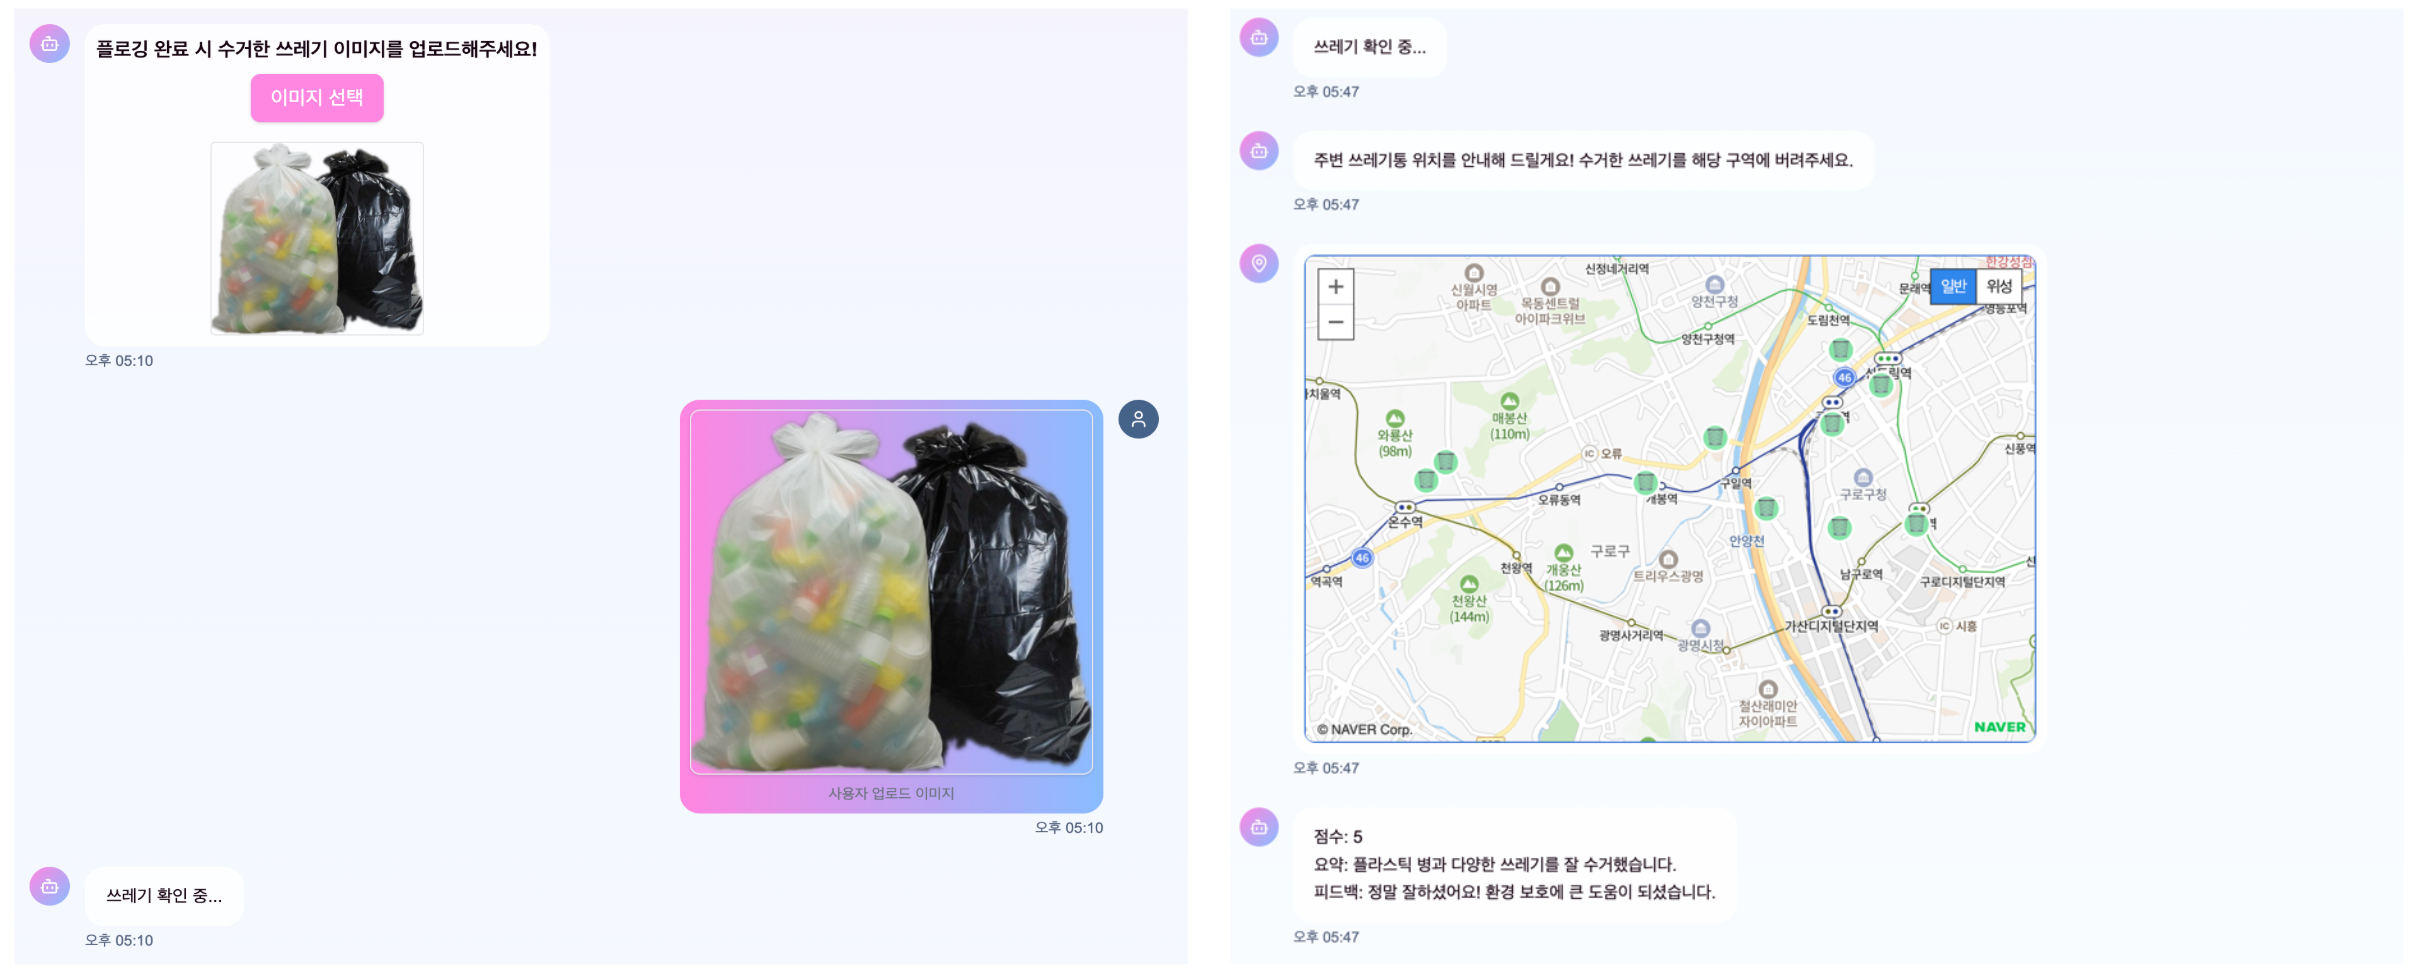 플로깅 완료 시 수거한 쓰레기 이미지를 업로드해주세요!
이미지 선택
오후 05:10
사용자 업로드 이미지
오후 05:10
쓰레기 확인 중...
오후 05:10
쓰레기 확인 중...
오후 05:47
주변 쓰레기통 위치를 안내해 드릴게요! 수거한 쓰레기를 해당 구역에 버려주세요.
오후 05:47
+
−
일반
위성
한강성심
신정네거리역
신월시영
아파트
목동센트럴
아이파크위브
양천구청
문래역
영등포역
도림천역
양천구청역
46
까치울역
와룡산
(98m)
매봉산
(110m)
IC 오류
신풍역
구일역
구로구청
오류동역
개봉역
온수역
안양천
46
역곡역
천왕역
개웅산
(126m)
구로구
트리우스광명
남구로역
구로디지털단지역
천왕산
(144m)
광명사거리역
광명시청
가산디지털단지역
IC 시흥
철산래미안
자이아파트
© NAVER Corp.
NAVER
오후 05:47
점수: 5
요약: 플라스틱 병과 다양한 쓰레기를 잘 수거했습니다.
피드백: 정말 잘하셨어요! 환경 보호에 큰 도움이 되셨습니다.
오후 05:47